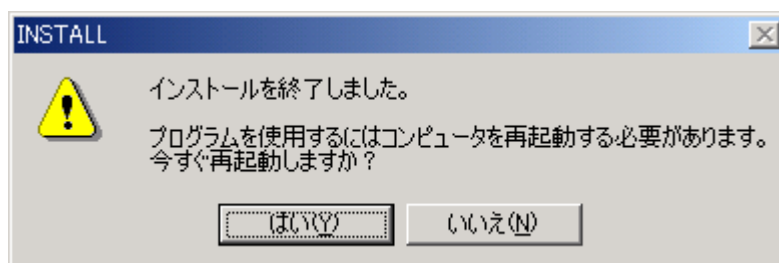 INSTALL
インストールを終了しました。
プログラムを使用するにはコンピュータを再起動する必要があります。
今すぐ再起動しますか？
はい(Y) いいえ(N)